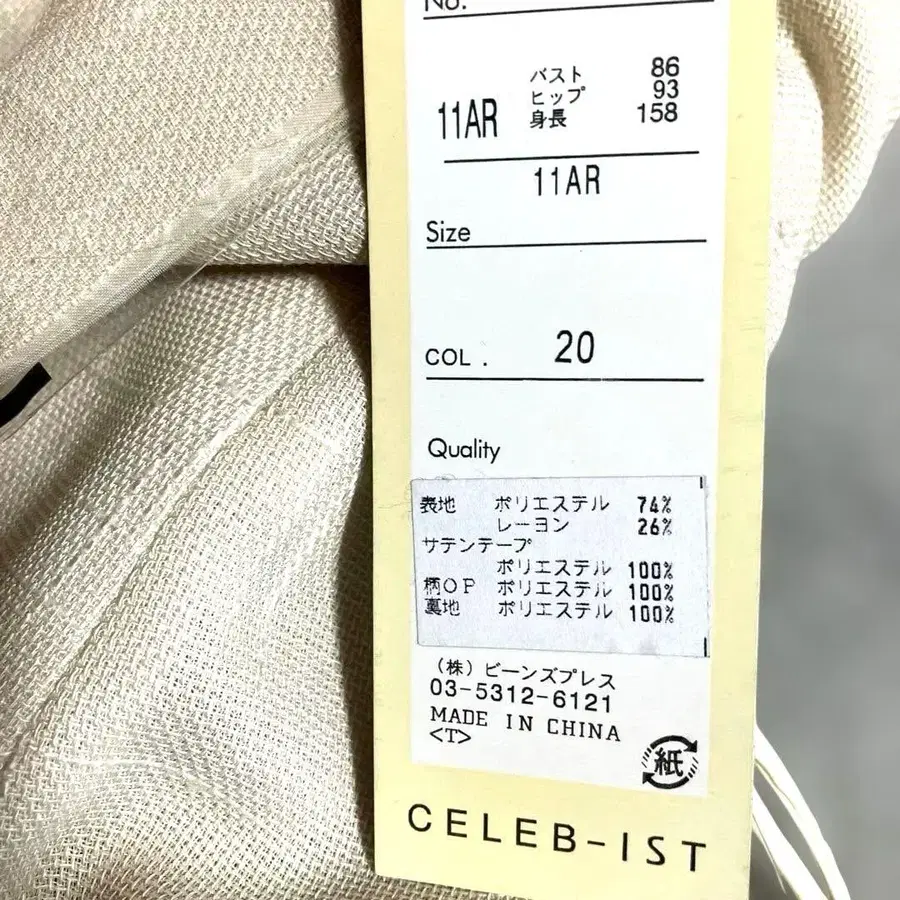 No.
バスト 86
ヒップ 93
11AR 身長 158
11AR
Size
COL. 20
Quality
表地 ポリエステル 74%
レーヨン 26%
サテンテープ
ポリエステル 100%
柄OP ポリエステル 100%
裏地 ポリエステル 100%
(株)ビーンズプレス
03-5312-6121
MADE IN CHINA
<T>
紙
CELEB-IST